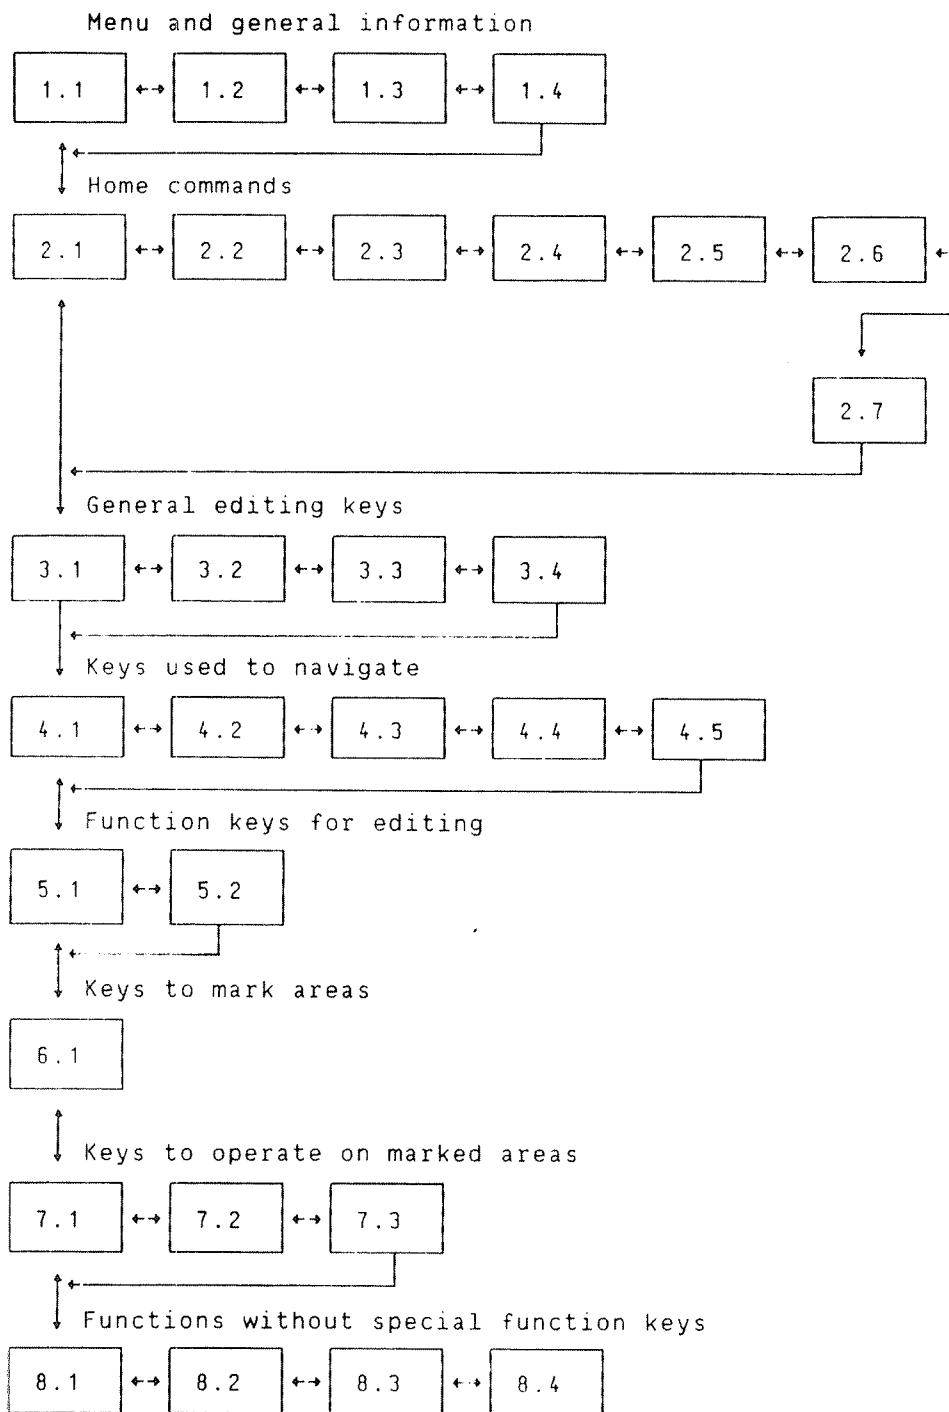 Menu and general information
1.1 1.2 1.3 1.4
Home commands
2.1 2.2 2.3 2.4 2.5 2.6
2.7
General editing keys
3.1 3.2 3.3 3.4
Keys used to navigate
4.1 4.2 4.3 4.4 4.5
Function keys for editing
5.1 5.2
Keys to mark areas
6.1
Keys to operate on marked areas
7.1 7.2 7.3
Functions without special function keys
8.1 8.2 8.3 8.4